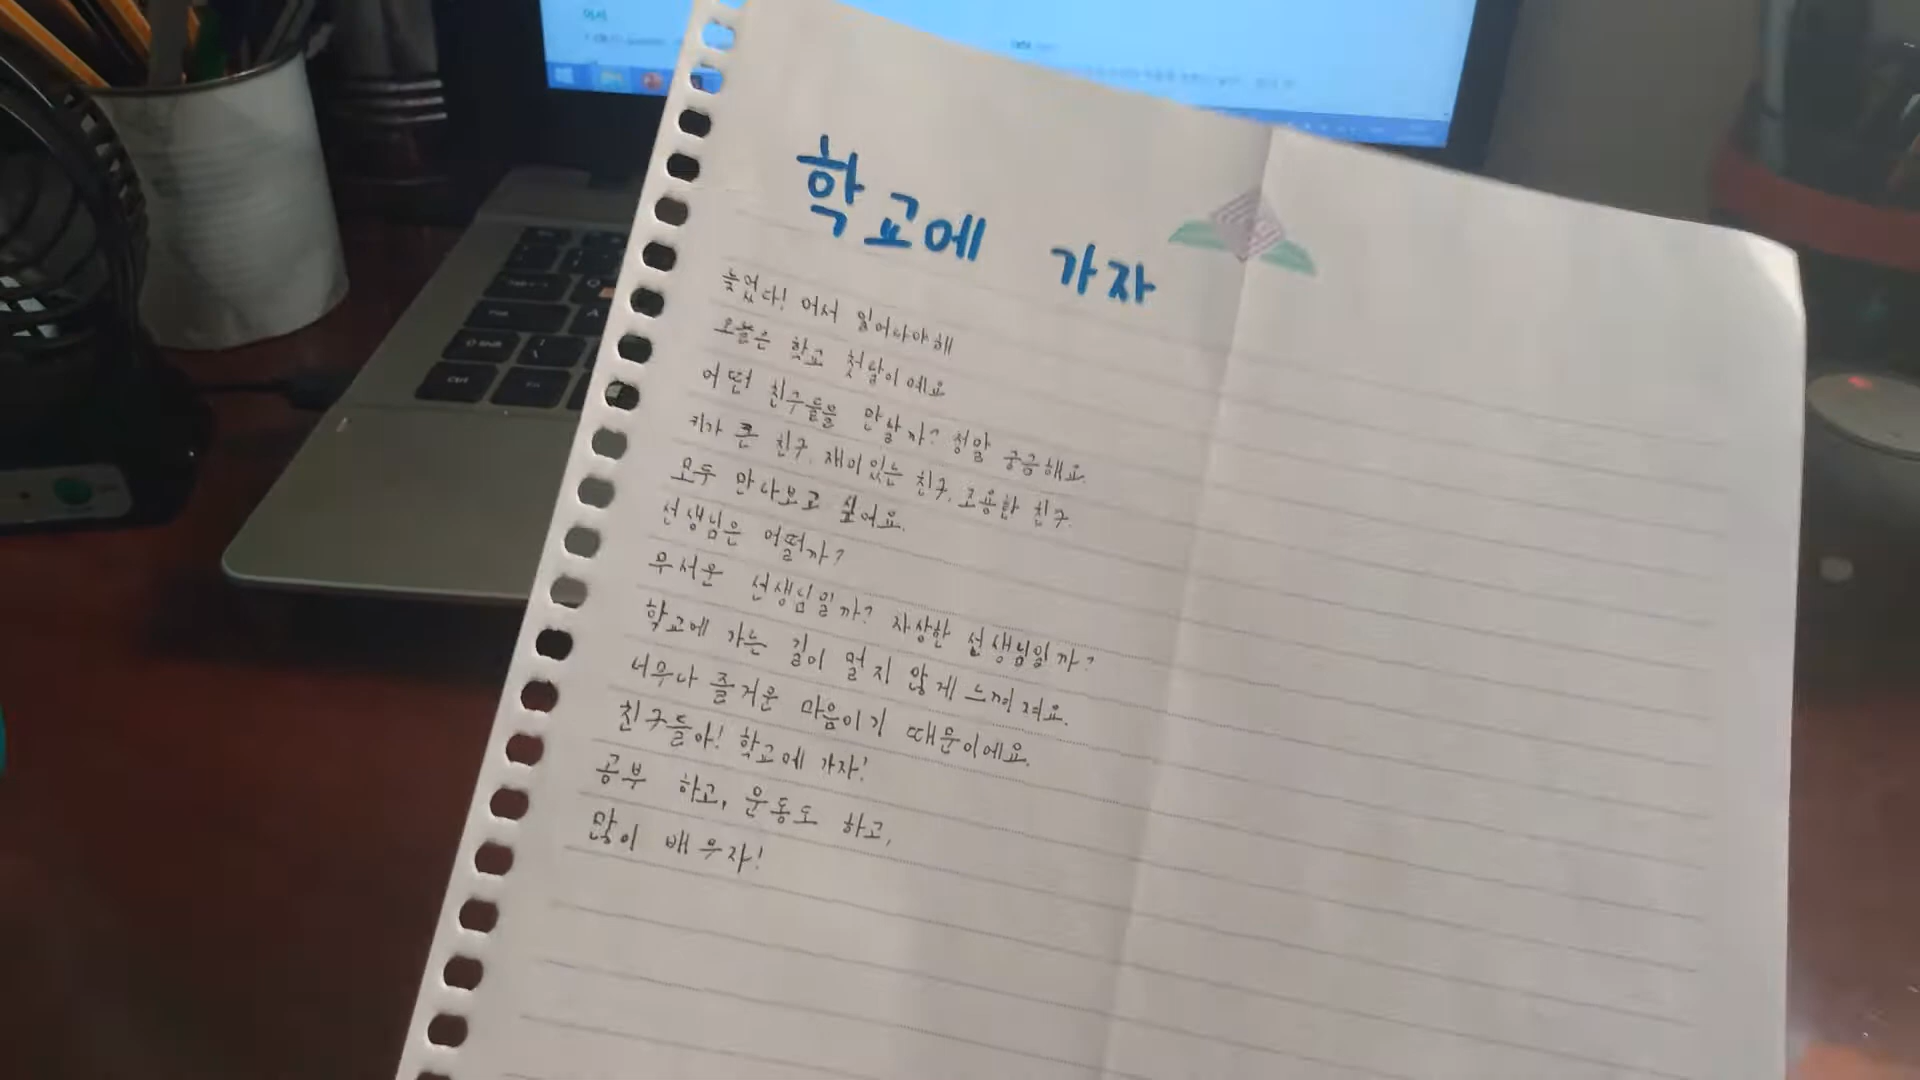 학교에 가자
늦었다! 어서 일어나야해
오늘은 학교 첫날이에요
어떤 친구들을 만날까? 정말 궁금해요.
키가 큰 친구, 재미있는 친구, 조용한 친구.
모두 만나보고 싶어요.
선생님은 어떨까?
무서운 선생님일까? 자상한 선생님일까?
학교에 가는 길이 멀지 않게 느껴져요.
너무나 즐거운 마음이기 때문이에요.
친구들아! 학교에 가자!
공부 하고, 운동도 하고,
많이 배우자!